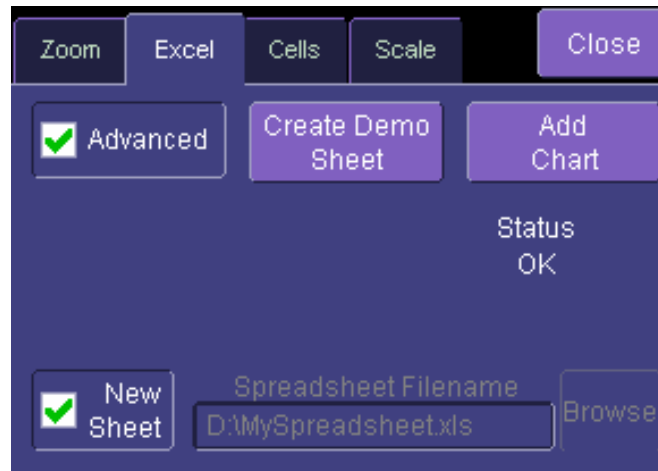 Zoom Excel Cells Scale Close
Advanced
Create Demo
Sheet
Add
Chart
Status
OK
New
Sheet
Spreadsheet Filename
D:\MySpreadsheet.xls
Browse